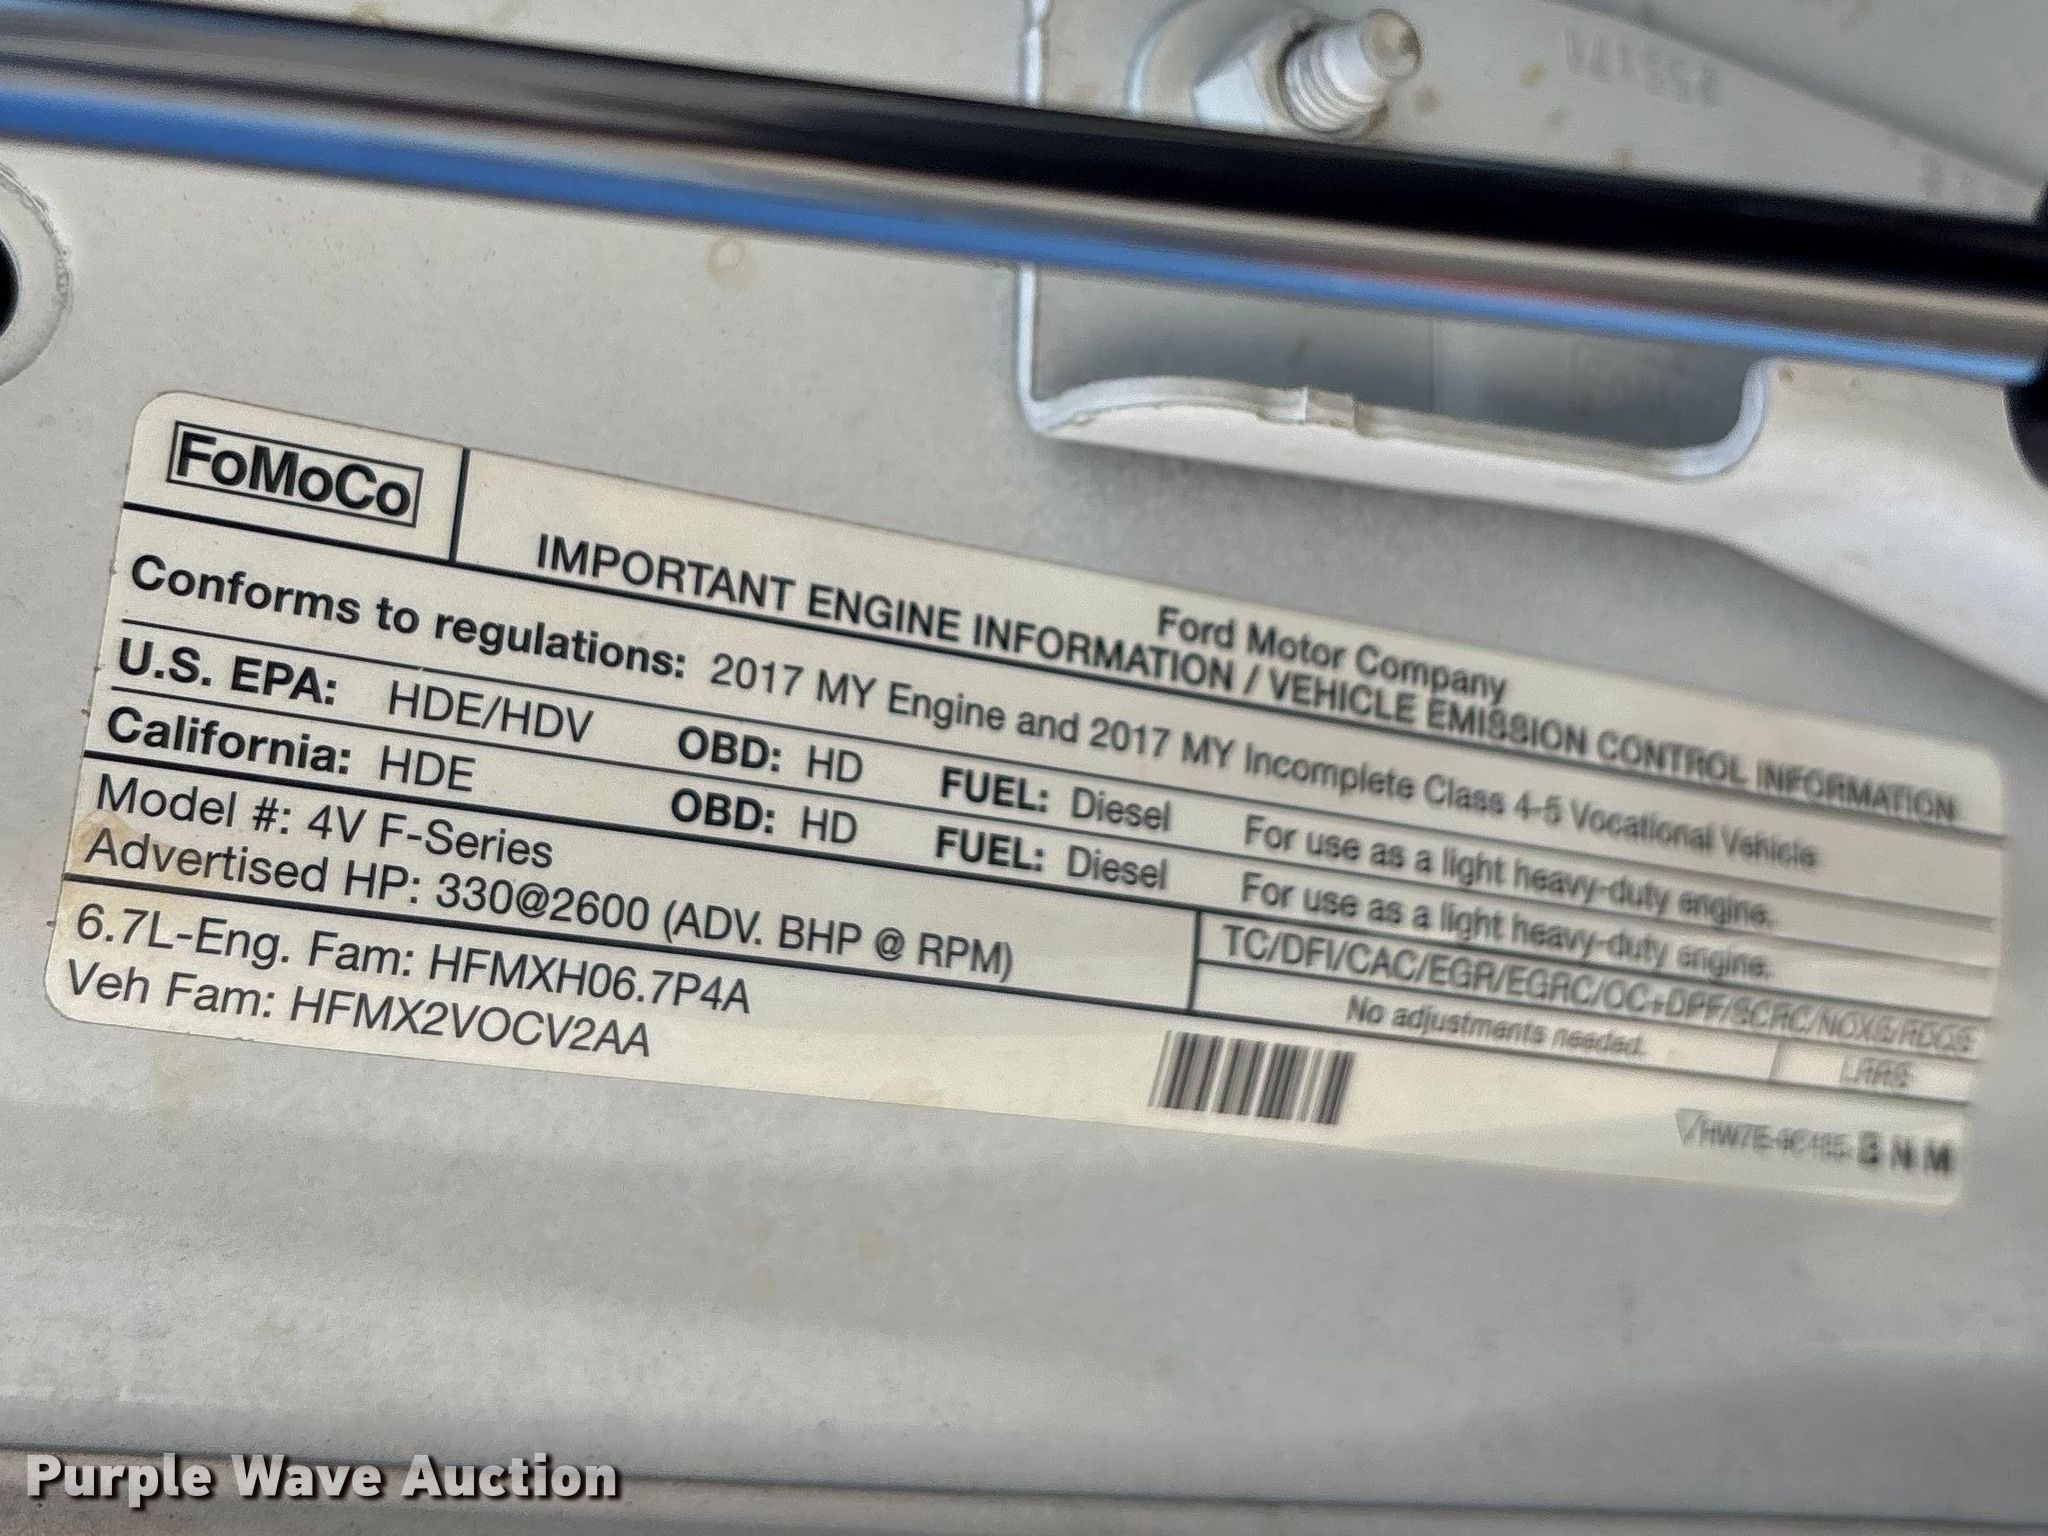 FoMoCo
Ford Motor Company
IMPORTANT ENGINE INFORMATION / VEHICLE EMISSION CONTROL INFORMATION
Conforms to regulations: 2017 MY Engine and 2017 MY Incomplete Class 4-5 Vocational Vehicle
U.S. EPA: HDE/HDV OBD: HD FUEL: Diesel For use as a light heavy-duty engine.
California: HDE OBD: HD FUEL: Diesel For use as a light heavy-duty engine.
Model #: 4V F-Series
Advertised HP: 330@2600 (ADV. BHP @ RPM)
TC/DFI/CAC/EGR/EGRC/OC+DPF/SCRC/NOXS/RDQS
No adjustments needed.
6.7L-Eng. Fam: HFMXH06.7P4A
Veh Fam: HFMX2VOCV2AA
B N M
Purple Wave Auction